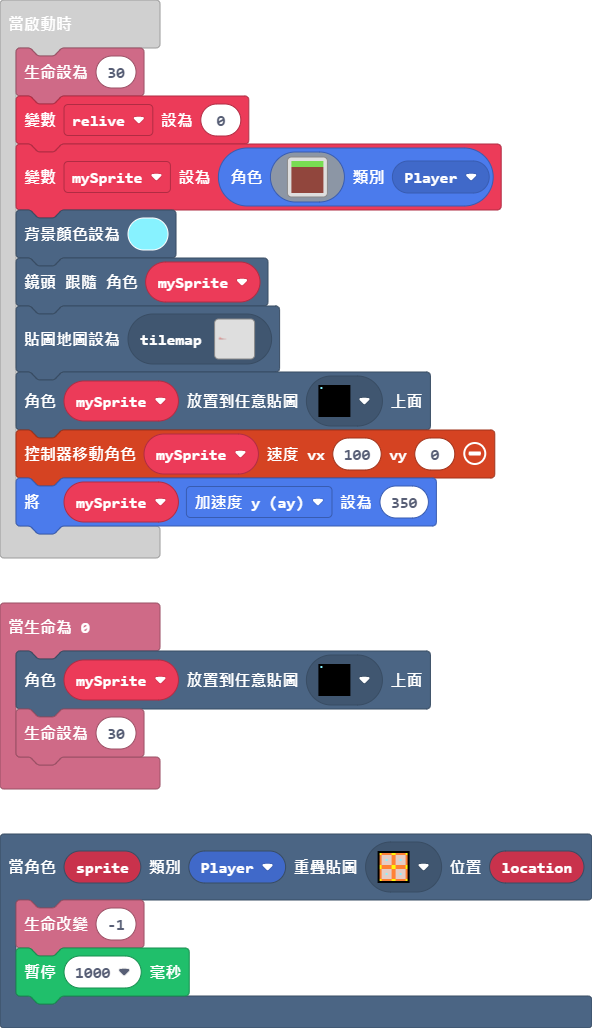 當啟動時
生命設為 30
變數 relive 設為 0
變數 mySprite 設為 角色 類別 Player
背景顏色設為
鏡頭 跟隨 角色 mySprite
貼圖地圖設為 tilemap
角色 mySprite 放置到任意貼圖 上面
控制器移動角色 mySprite 速度 vx 100 vy 0
將 mySprite 加速度 y (ay) 設為 350
當生命為 0
角色 mySprite 放置到任意貼圖 上面
生命設為 30
當角色 sprite 類別 Player 重疊貼圖 位置 location
生命改變 -1
暫停 1000 毫秒